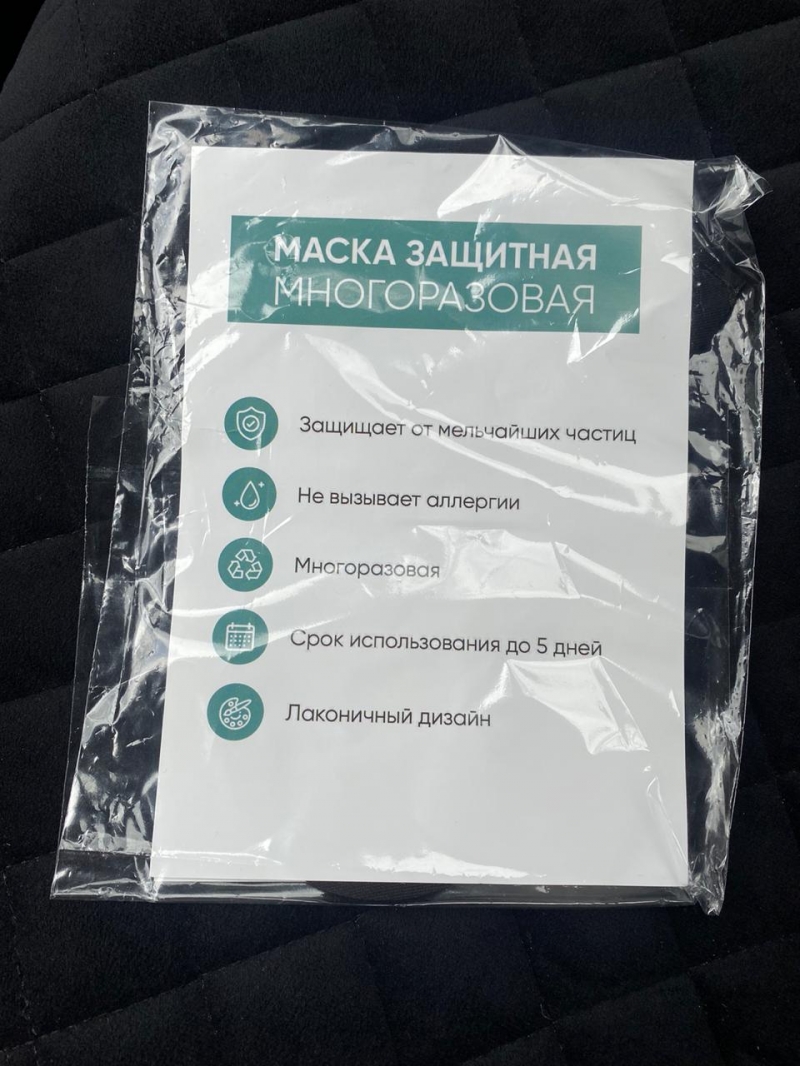 МАСКА ЗАЩИТНАЯ
МНОГОРАЗОВАЯ
Защищает от мельчайших частиц
Не вызывает аллергии
Многоразовая
Срок использования до 5 дней
Лаконичный дизайн